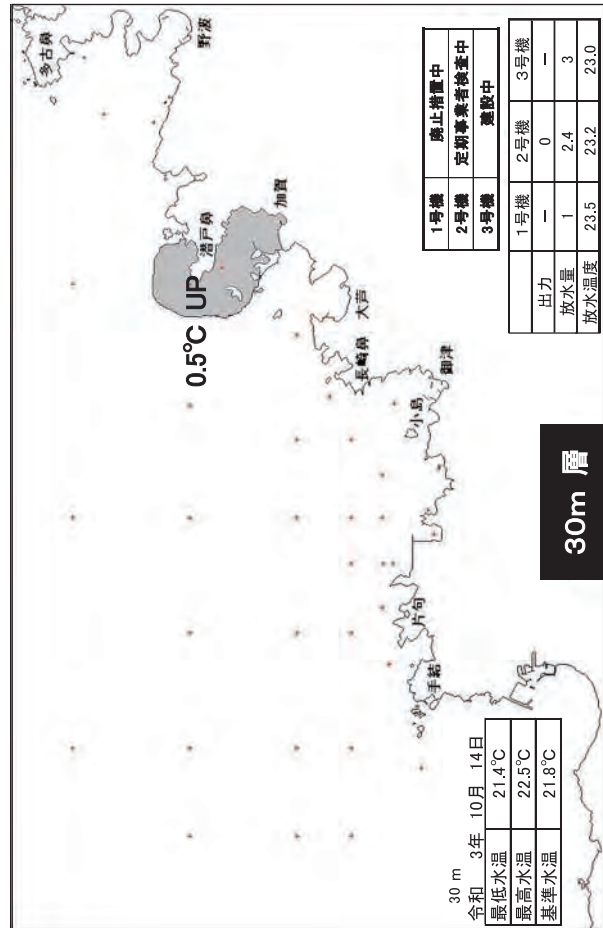 多古鼻
野波
潜戸鼻
加賀
0.5℃ UP
大芦
長崎鼻
御津
小島
片句
手結
1号機 廃止措置中
2号機 定期事業者検査中
3号機 建設中
1号機 2号機 3号機
出力 − 0 −
放水量 1 2.4 3
放水温度 23.5 23.2 23.0
30m 層
30 m
令和 3年 10月 14日
最低水温 21.4℃
最高水温 22.5℃
基準水温 21.8℃